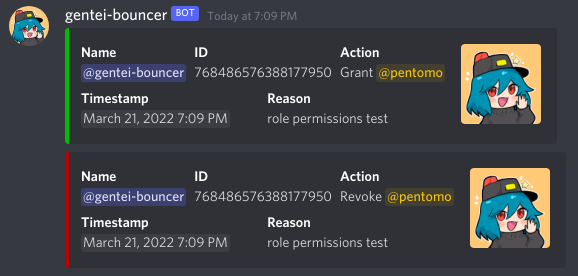 gentei-bouncer BOT Today at 7:09 PM
Name ID Action
@gentei-bouncer 768486576388177950 Grant @pentomo
Timestamp Reason
March 21, 2022 7:09 PM role permissions test
Name ID Action
@gentei-bouncer 768486576388177950 Revoke @pentomo
Timestamp Reason
March 21, 2022 7:09 PM role permissions test